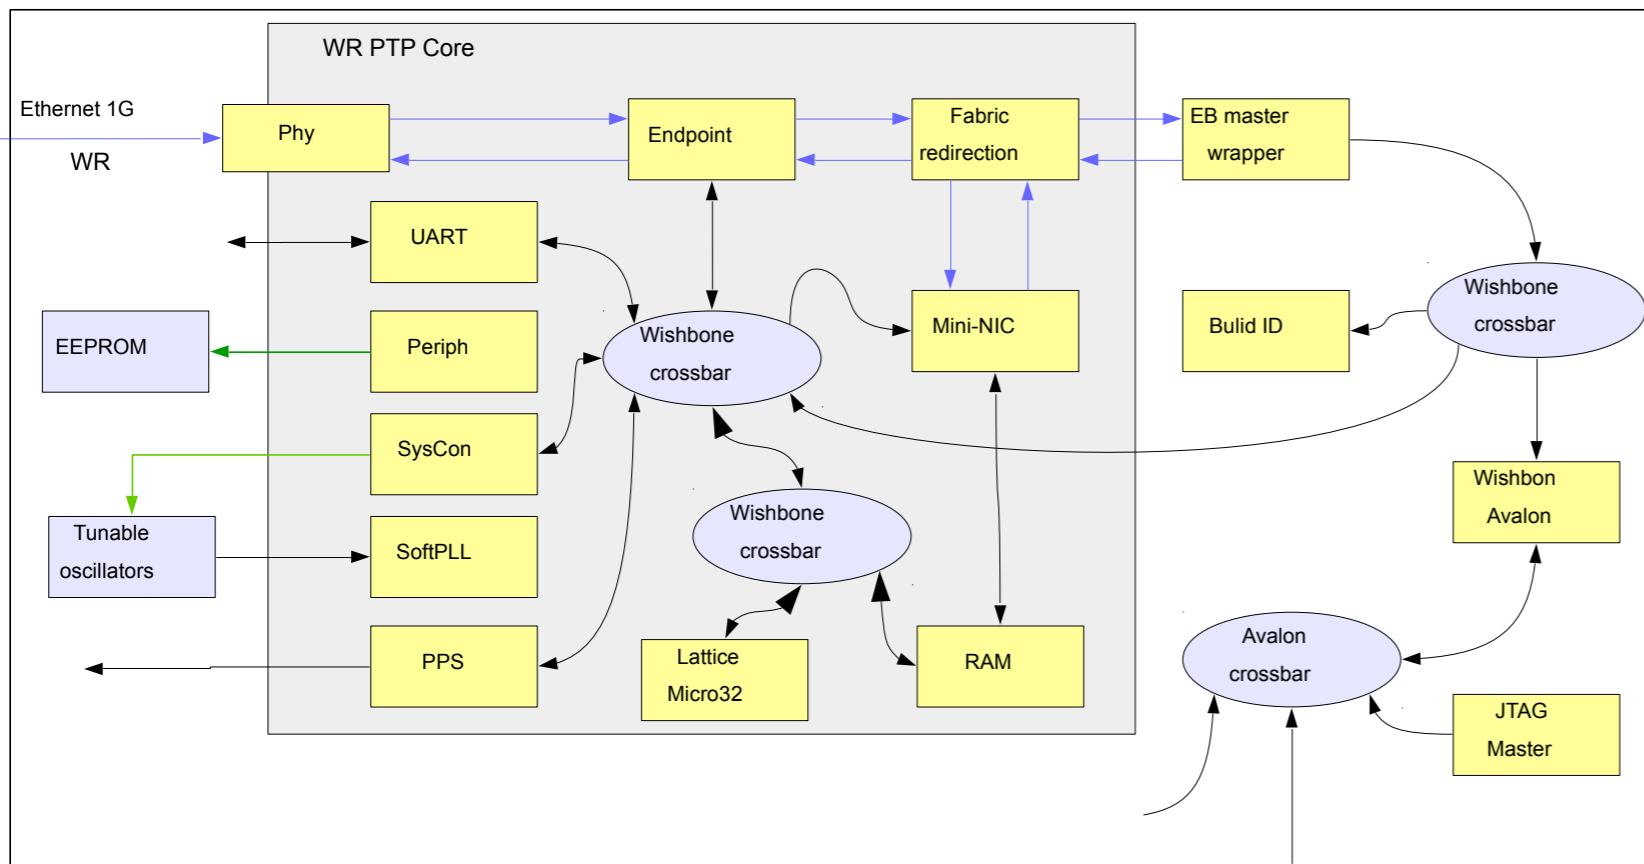 WR PTP Core
Ethernet 1G
WR
Phy
Endpoint
Fabric
redirection
EB master
wrapper
UART
EEPROM
Periph
Wishbone
crossbar
Mini-NIC
Bulid ID
Wishbone
crossbar
SysCon
Tunable
oscillators
SoftPLL
Wishbone
crossbar
Wishbon
Avalon
PPS
Lattice
Micro32
RAM
Avalon
crossbar
JTAG
Master